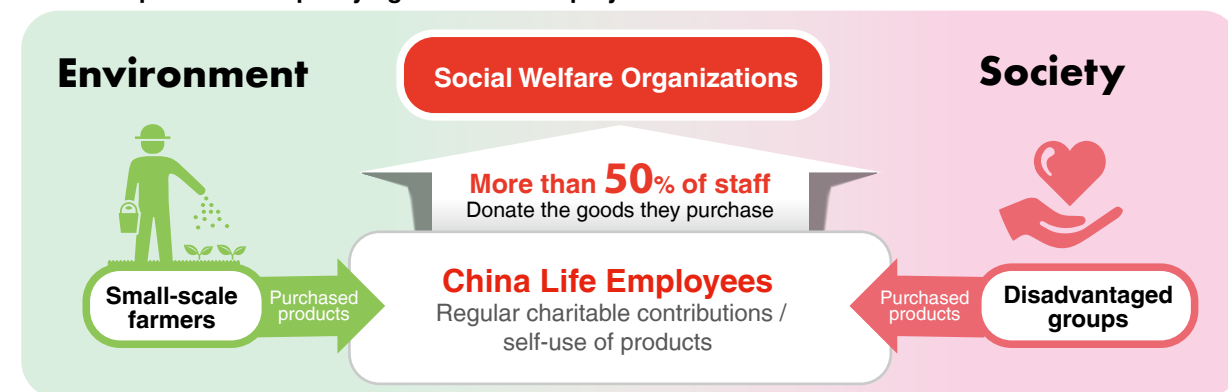 Environment
Social Welfare Organizations
Society
More than 50% of staff
Donate the goods they purchase
China Life Employees
Regular charitable contributions /
self-use of products
Small-scale
farmers
Purchased
products
Purchased
products
Disadvantaged
groups